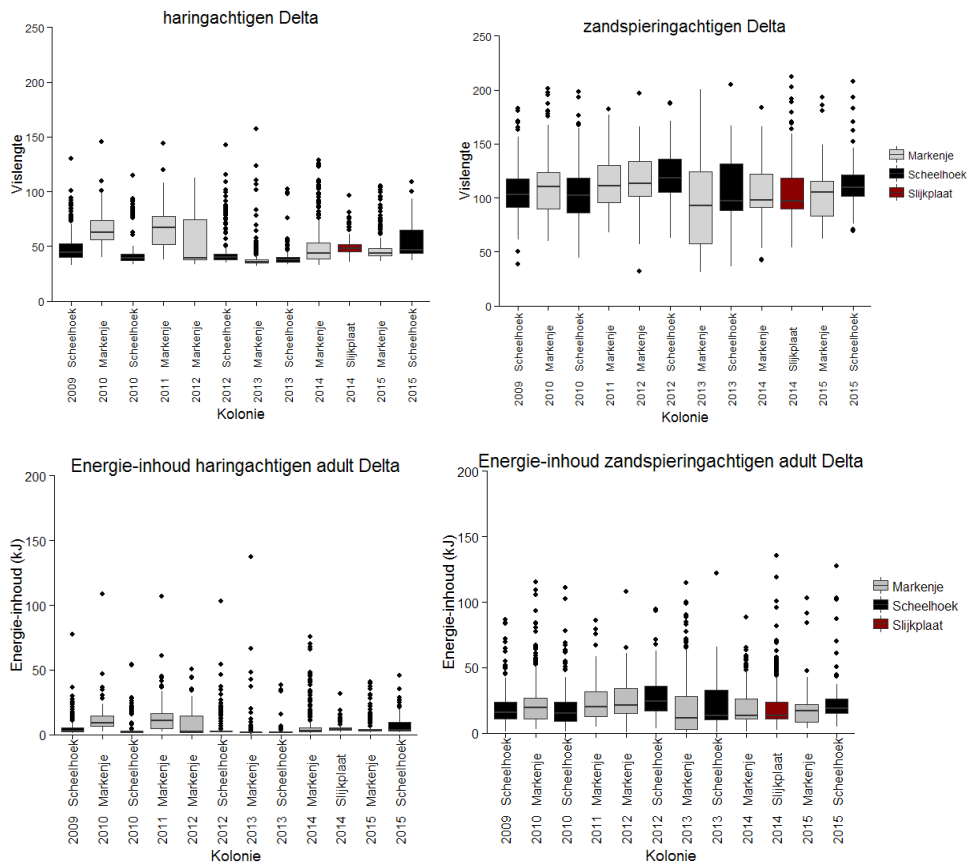 haringachtigen Delta
Vislengte
250
200
150
100
50
0
2009 Scheelhoek
2010 Markenje
2010 Scheelhoek
2011 Markenje
2012 Markenje
2012 Scheelhoek
2013 Markenje
2013 Scheelhoek
2014 Markenje
2014 Slijkplaat
2015 Markenje
2015 Scheelhoek
Kolonie
zandspieringachtigen Delta
Vislengte
250
200
150
100
50
0
2009 Scheelhoek
2010 Markenje
2010 Scheelhoek
2011 Markenje
2012 Markenje
2012 Scheelhoek
2013 Markenje
2013 Scheelhoek
2014 Markenje
2014 Slijkplaat
2015 Markenje
2015 Scheelhoek
Kolonie
Markenje
Scheelhoek
Slijkplaat
Energie-inhoud haringachtigen adult Delta
Energie-inhoud (kJ)
200
150
100
50
0
2009 Scheelhoek
2010 Markenje
2010 Scheelhoek
2011 Markenje
2012 Markenje
2012 Scheelhoek
2013 Markenje
2013 Scheelhoek
2014 Markenje
2014 Slijkplaat
2015 Markenje
2015 Scheelhoek
Kolonie
Energie-inhoud zandspieringachtigen adult Delta
Energie-inhoud (kJ)
200
150
100
50
0
2009 Scheelhoek
2010 Markenje
2010 Scheelhoek
2011 Markenje
2012 Markenje
2012 Scheelhoek
2013 Markenje
2013 Scheelhoek
2014 Markenje
2014 Slijkplaat
2015 Markenje
2015 Scheelhoek
Kolonie
Markenje
Scheelhoek
Slijkplaat